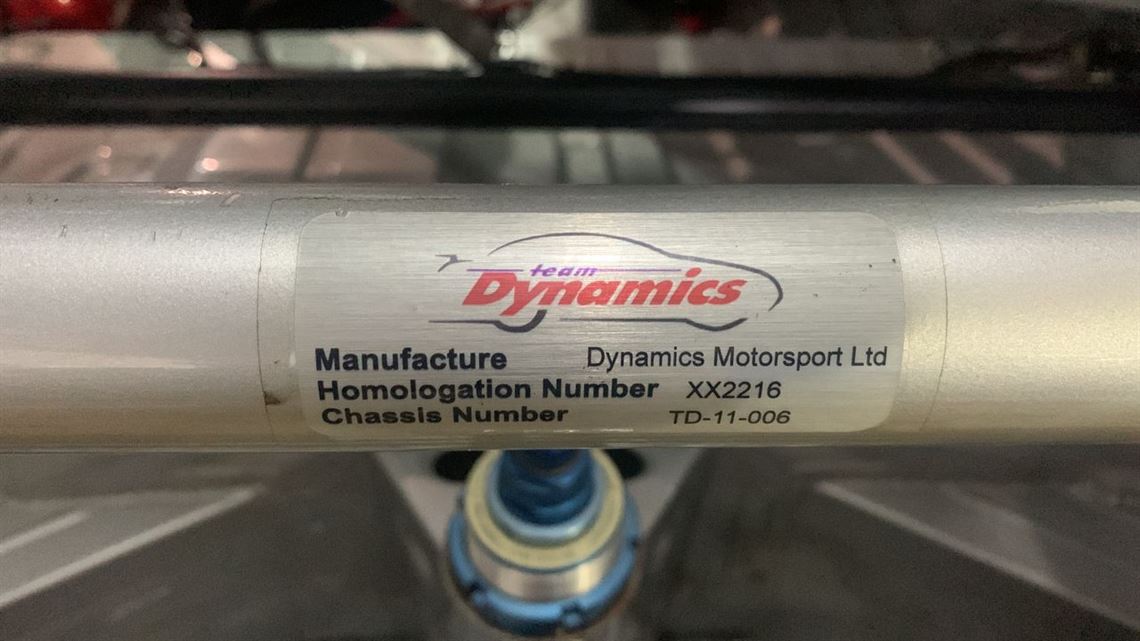 team
Dynamics
Manufacture Dynamics Motorsport Ltd
Homologation Number XX2216
Chassis Number TD-11-006